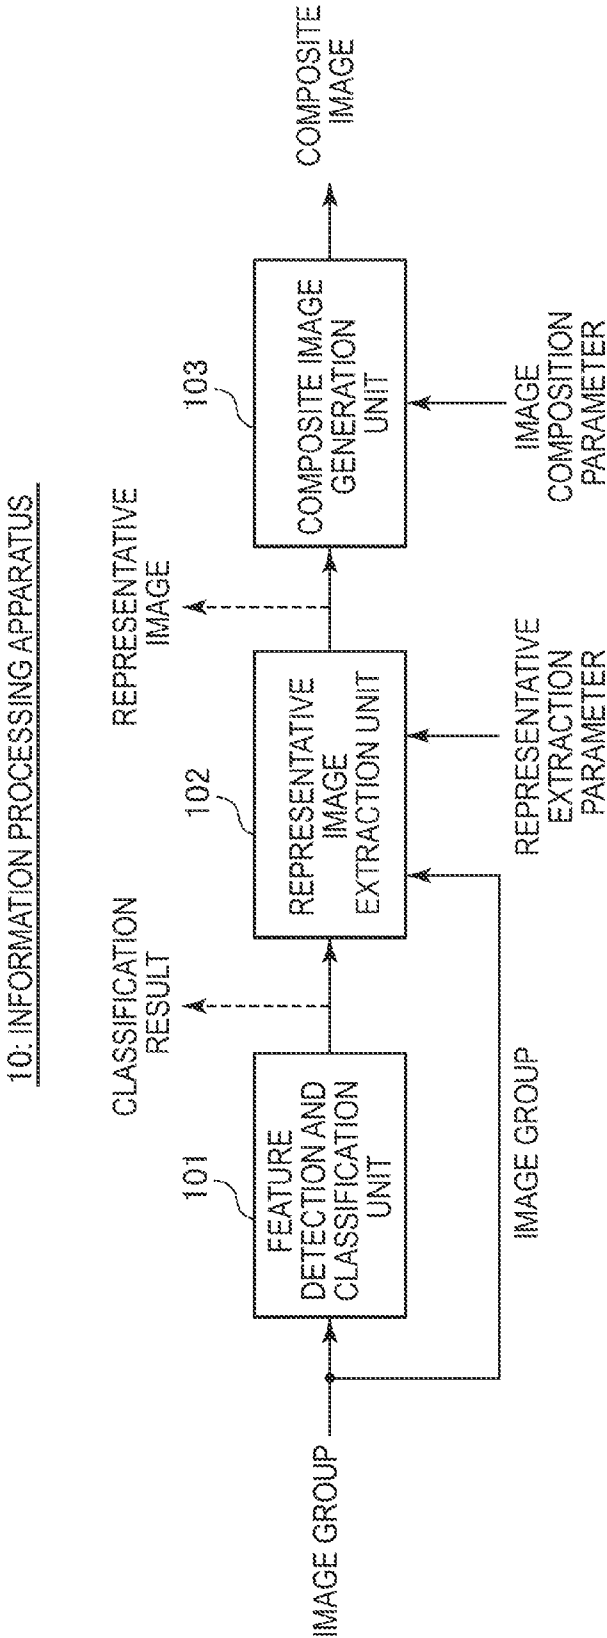 10: INFORMATION PROCESSING APPARATUS
CLASSIFICATION
RESULT
REPRESENTATIVE
IMAGE
101
102
103
IMAGE GROUP
FEATURE
DETECTION AND
CLASSIFICATION
UNIT
REPRESENTATIVE
IMAGE
EXTRACTION UNIT
COMPOSITE IMAGE
GENERATION
UNIT
COMPOSITE
IMAGE
IMAGE GROUP
REPRESENTATIVE
EXTRACTION
PARAMETER
IMAGE
COMPOSITION
PARAMETER